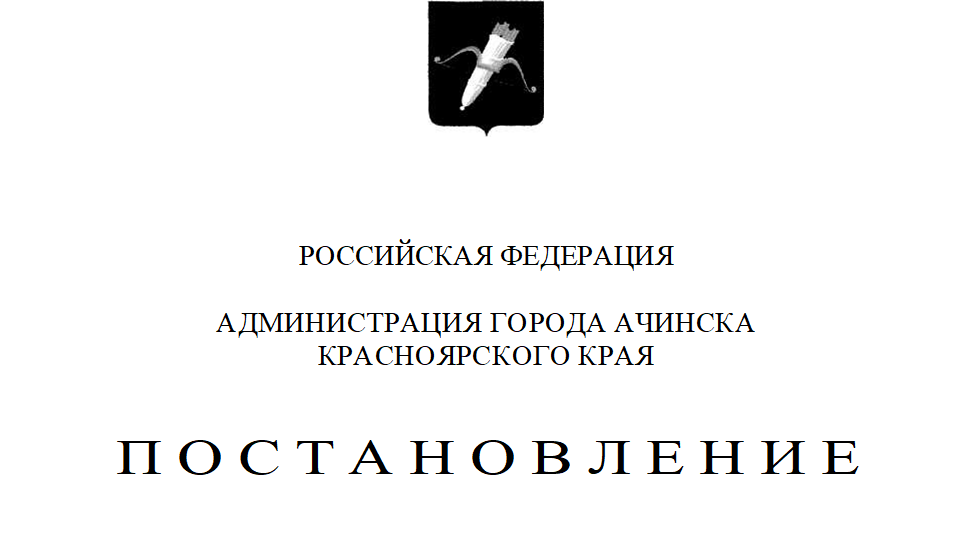 РОССИЙСКАЯ ФЕДЕРАЦИЯ
АДМИНИСТРАЦИЯ ГОРОДА АЧИНСКА
КРАСНОЯРСКОГО КРАЯ
П О С Т А Н О В Л Е Н И Е